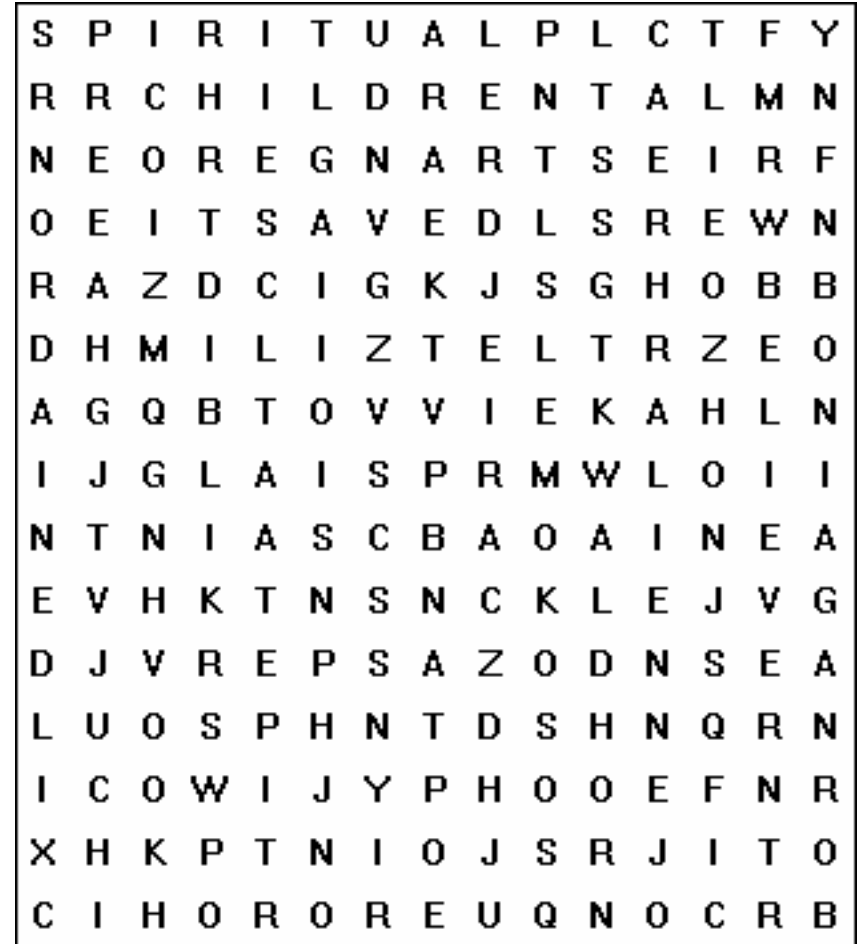 S P I R I T U A L P L C T F Y
R R C H I L D R E N T A L M N
N E O R E G N A R T S E I R F
O E I T S A V E D L S R E W N
R A Z D C I G K J S G H O B B
D H M I L I Z T E L T R Z E O
A G Q B T O V V I E K A H L N
I J G L A I S P R M W L O I I
N T N I A S C B A O A I N E A
E V H K T N S N C K L E J V G
D J V R E P S A Z O D N S E A
L U O S P H N T D S H N Q R N
I C O W I J Y P H O O E F N R
X H K P T N I O J S R J I T O
C I H O R O R E U Q N O C R B